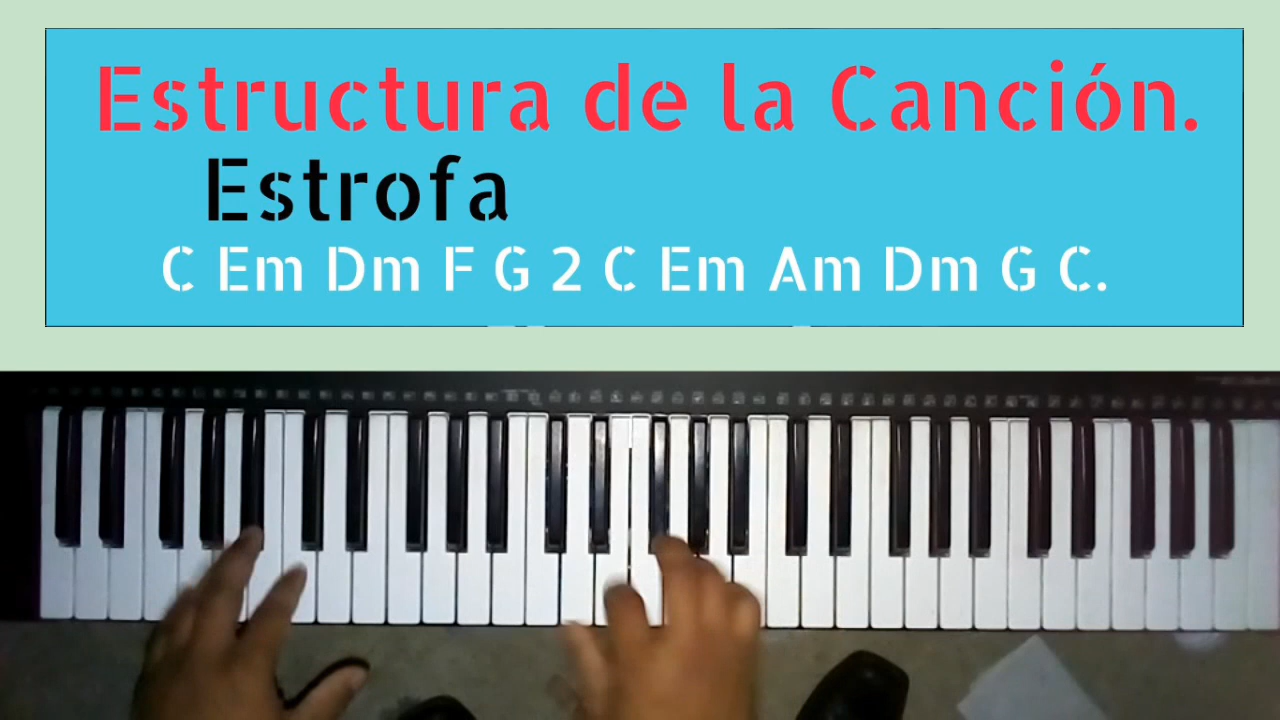 Estructura de la Canción.
Estrofa
C Em Dm F G 2 C Em Am Dm G C.